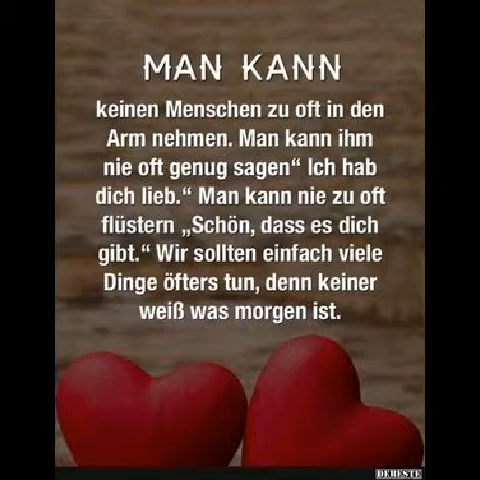 MAN KANN
keinen Menschen zu oft in den
Arm nehmen. Man kann ihm
nie oft genug sagen“ Ich hab
dich lieb.“ Man kann nie zu oft
flüstern „Schön, dass es dich
gibt.“ Wir sollten einfach viele
Dinge öfters tun, denn keiner
weiß was morgen ist.
DEBESTE